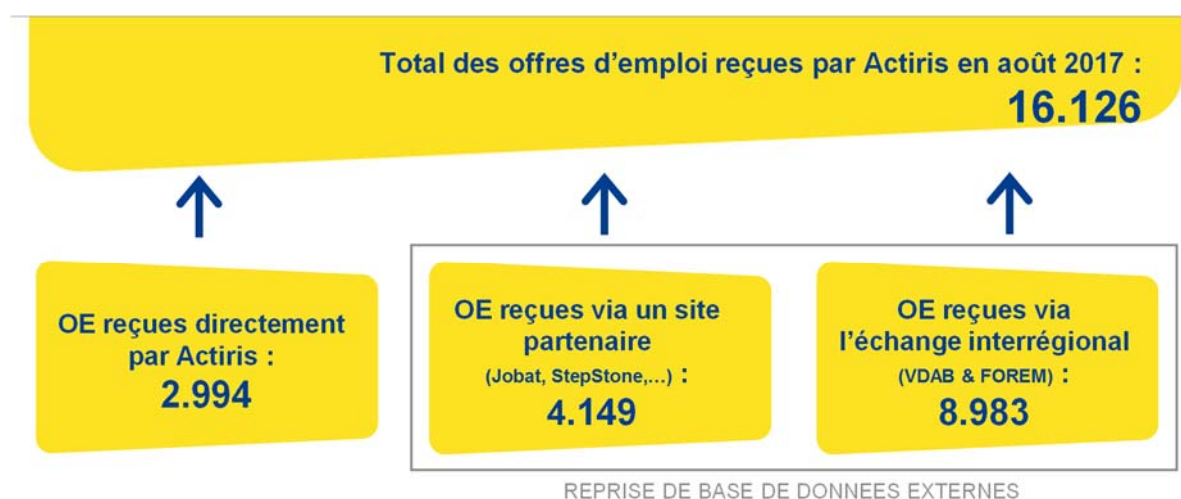 Total des offres d'emploi reçues par Actiris en août 2017 :
16.126
OE reçues directement
par Actiris :
2.994
OE reçues via un site
partenaire
(Jobat, StepStone,...) :
4.149
OE reçues via
l'échange interrégional
(VDAB & FOREM) :
8.983
REPRISE DE BASE DE DONNEES EXTERNES